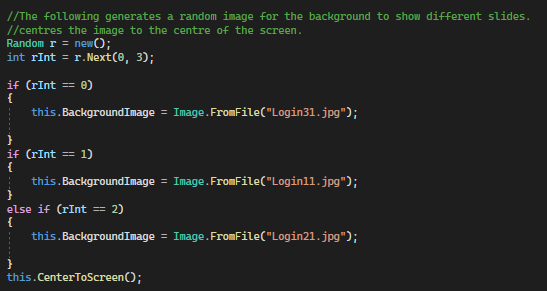 //The following generates a random image for the background to show different slides.
//centres the image to the centre of the screen.
Random r = new();
int rInt = r.Next(0, 3);
if (rInt == 0)
{
this.BackgroundImage = Image.FromFile("Login31.jpg");
}
if (rInt == 1)
{
this.BackgroundImage = Image.FromFile("Login11.jpg");
}
else if (rInt == 2)
{
this.BackgroundImage = Image.FromFile("Login21.jpg");
}
this.CenterToScreen();